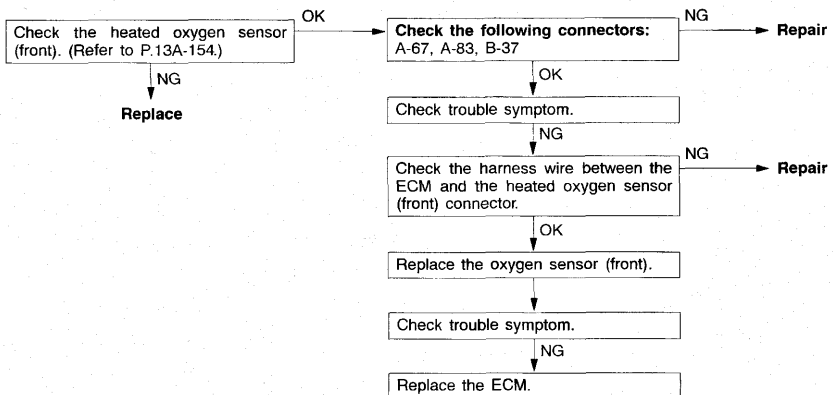 Check the heated oxygen sensor
(front). (Refer to P.13A-154.)
OK
NG
Replace
Check the following connectors:
A-67, A-83, B-37
NG
Repair
OK
Check trouble symptom.
NG
Check the harness wire between the
ECM and the heated oxygen sensor
(front) connector.
NG
Repair
OK
Replace the oxygen sensor (front).
Check trouble symptom.
NG
Replace the ECM.